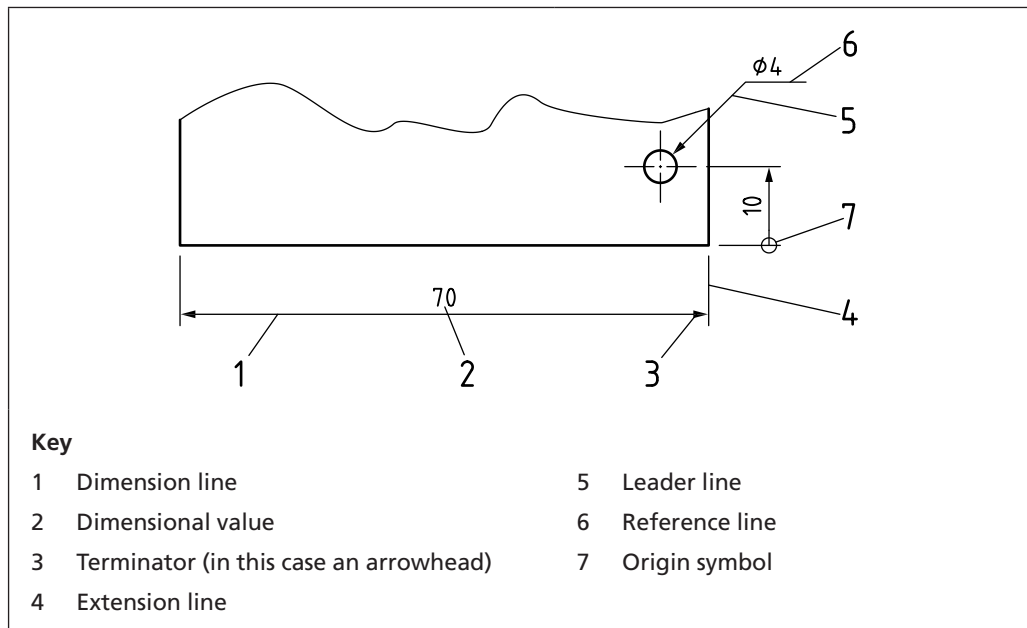 6
ϕ4
5
10
7
70
4
1
2
3
Key
1 Dimension line
2 Dimensional value
3 Terminator (in this case an arrowhead)
4 Extension line
5 Leader line
6 Reference line
7 Origin symbol